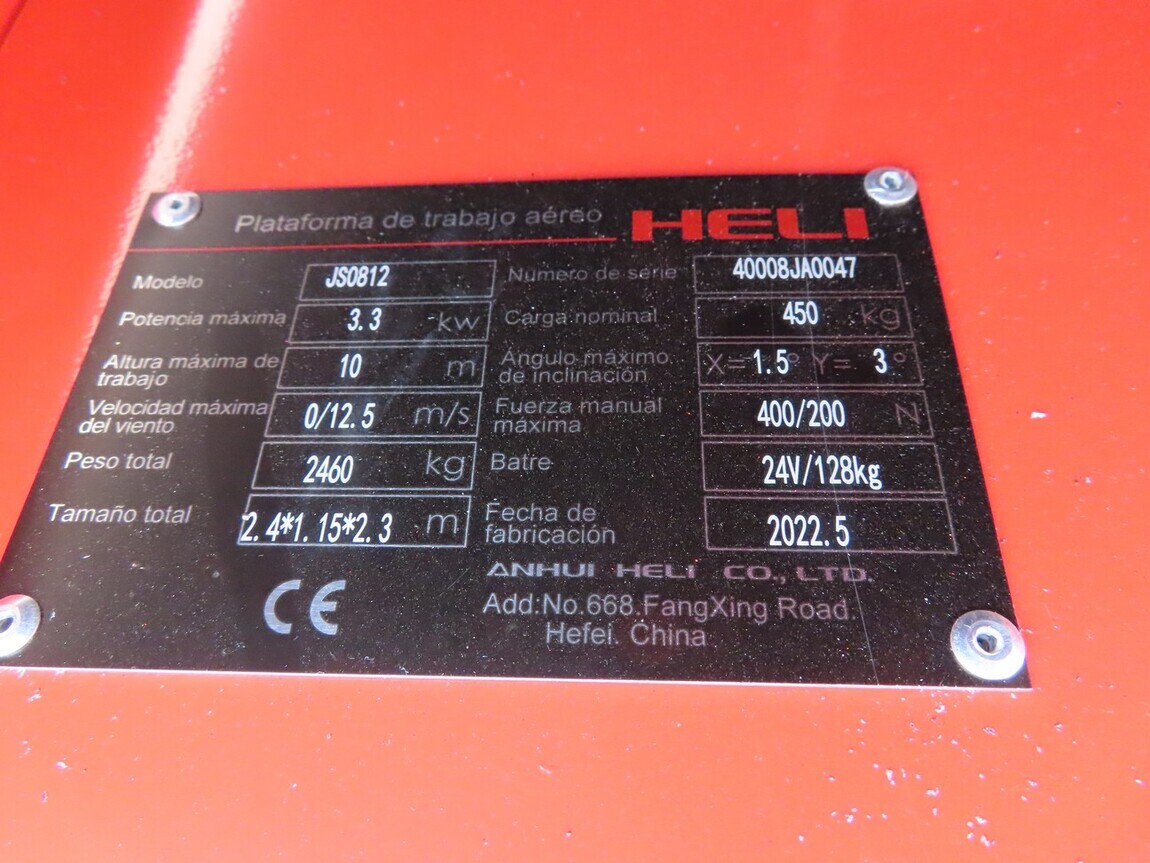 Plataforma de trabajo aéreo HELI
Modelo JS0812 Número de série 40008JA0047
Potencia máxima 3.3 kw Carga nominal 450 kg
Altura máxima de trabajo 10 m Angulo máximo de inclinación X= 1.5° Y= 3°
Velocidad máxima del viento 0/12.5 m/s Fuerza manual máxima 400/200 N
Peso total 2460 kg Batre 24V/128kg
Tamaño total 2.4*1.15*2.3 m Fecha de fabricación 2022.5
CE ANHUI HELI CO., LTD.
Add:No.668.FangXing Road.
Hefei. China